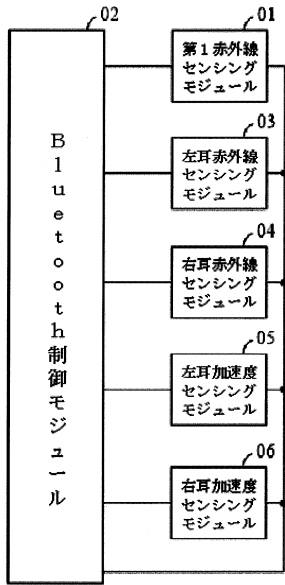 02
Bluetooth制御モジュール
01
第1赤外線
センシング
モジュール
03
左耳赤外線
センシング
モジュール
04
右耳赤外線
センシング
モジュール
05
左耳加速度
センシング
モジュール
06
右耳加速度
センシング
モジュール